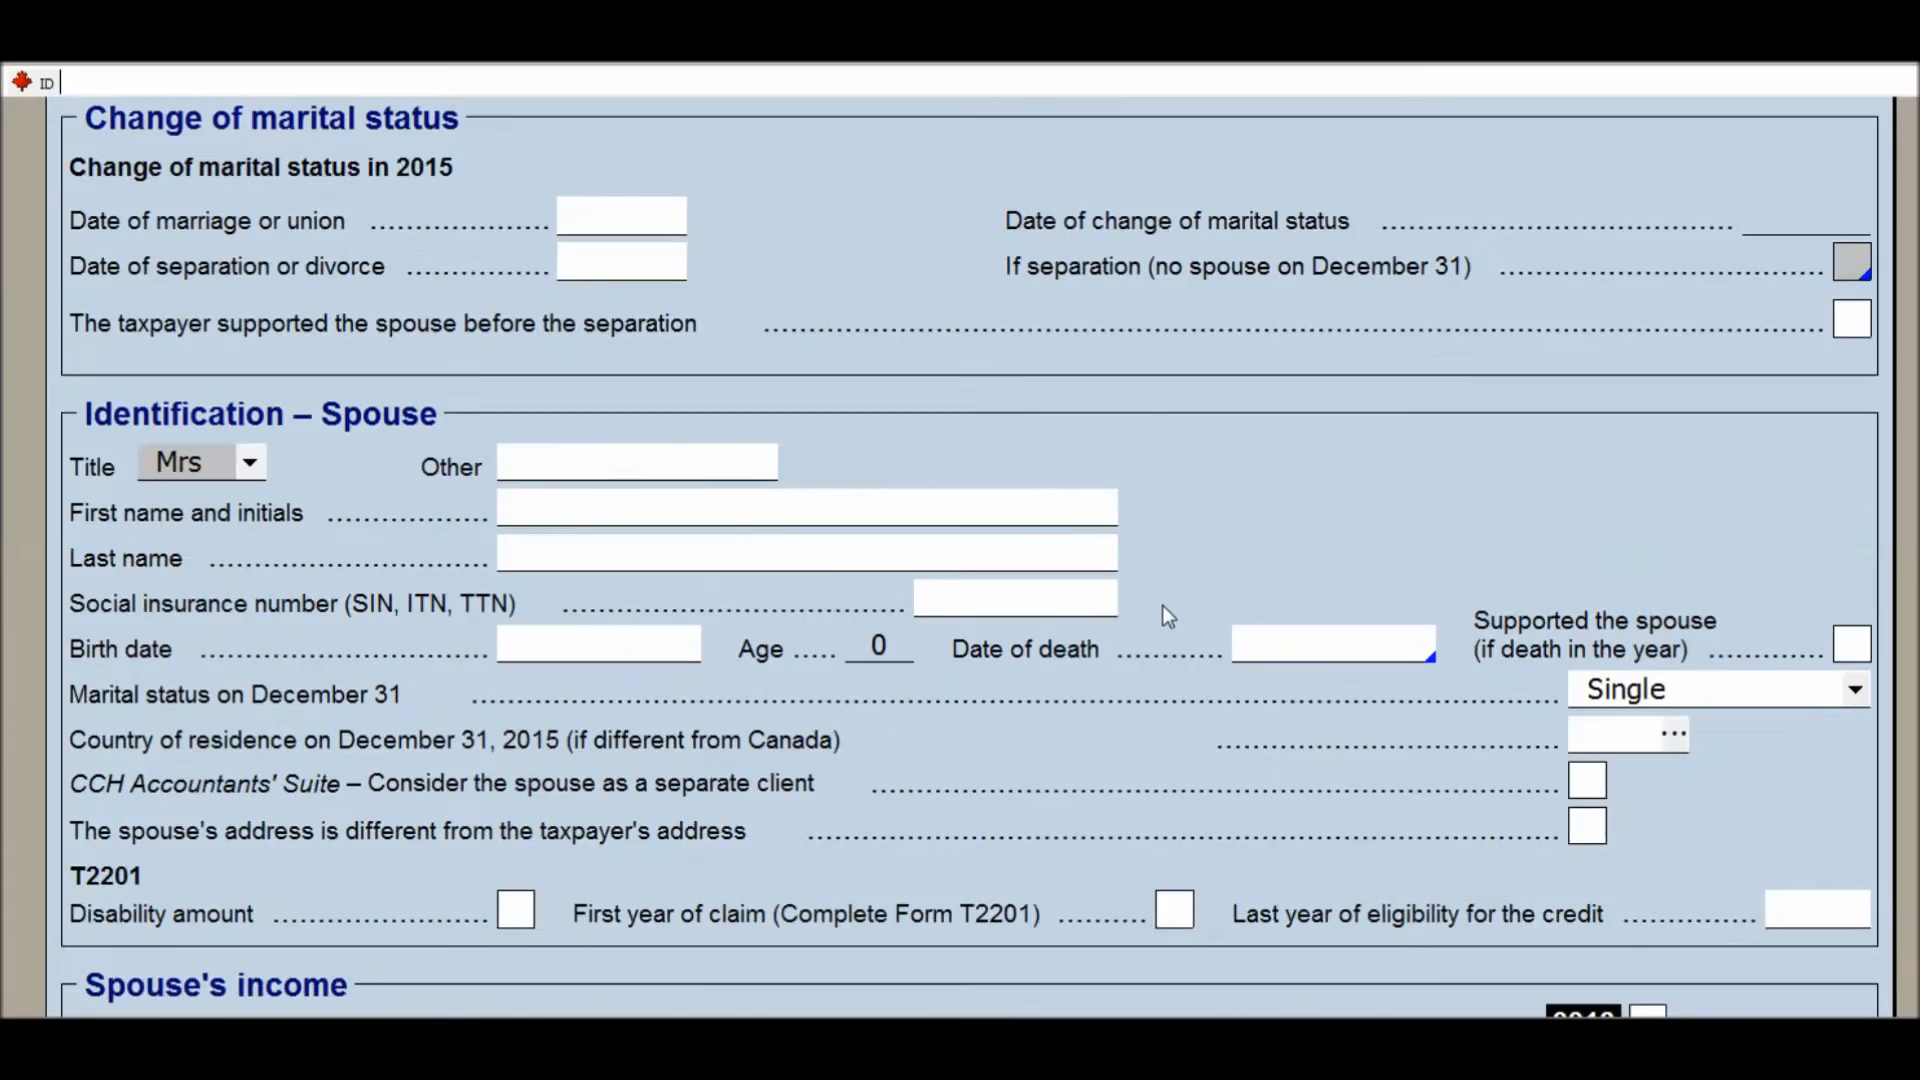 ID
Change of marital status
Change of marital status in 2015
Date of marriage or union Date of change of marital status
Date of separation or divorce If separation (no spouse on December 31)
The taxpayer supported the spouse before the separation
Identification – Spouse
Title Mrs Other
First name and initials
Last name
Social insurance number (SIN, ITN, TTN)
Supported the spouse
Birth date Age 0 Date of death (if death in the year)
Marital status on December 31 Single
Country of residence on December 31, 2015 (if different from Canada) ...
CCH Accountants' Suite – Consider the spouse as a separate client
The spouse's address is different from the taxpayer's address
T2201
Disability amount First year of claim (Complete Form T2201) Last year of eligibility for the credit
Spouse's income